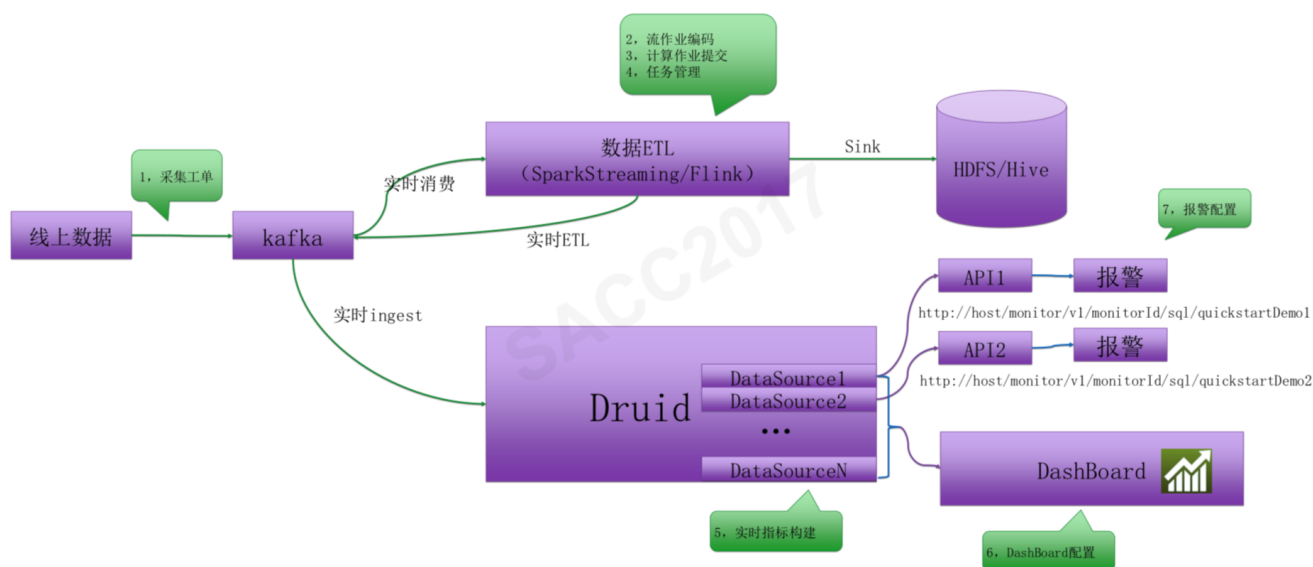 2，流作业编码
3，计算作业提交
4，任务管理
1，采集工单
数据ETL
（SparkStreaming/Flink）
Sink
HDFS/Hive
实时消费
7，报警配置
线上数据
kafka
实时ETL
SACC2017
API1
报警
实时ingest
http://host/monitor/v1/monitorId/sql/quickstartDemo1
API2
报警
http://host/monitor/v1/monitorId/sql/quickstartDemo2
Druid
DataSource1
DataSource2
...
DataSourceN
DashBoard
5，实时指标构建
6，DashBoard配置